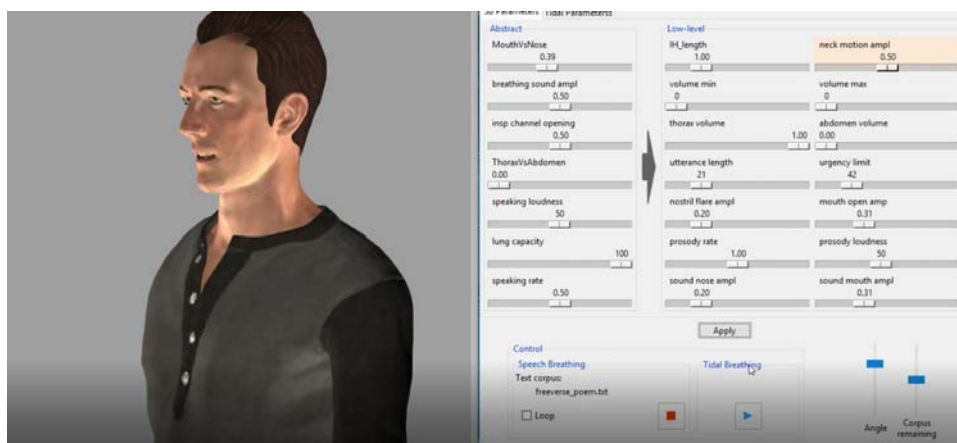 Tidal Parameterss
Abstract
Low-level
MouthVsNose
0.39
IH_length
1.00
neck motion ampl
0.50
breathing sound ampl
0.50
volume min
0
volume max
0
insp channel opening
0.50
thorax volume
1.00
abdomen volume
0.00
ThoraxVsAbdomen
0.00
utterance length
21
urgency limit
42
speaking loudness
50
nostril flare ampl
0.20
mouth open amp
0.31
lung capacity
100
prosody rate
1.00
prosody loudness
50
speaking rate
0.50
sound nose ampl
0.20
sound mouth ampl
0.31
Apply
Control
Speech Breathing
Tidal Breathing
Text corpus:
freeverse_poem.txt
Loop
Angle
Corpus
remaining